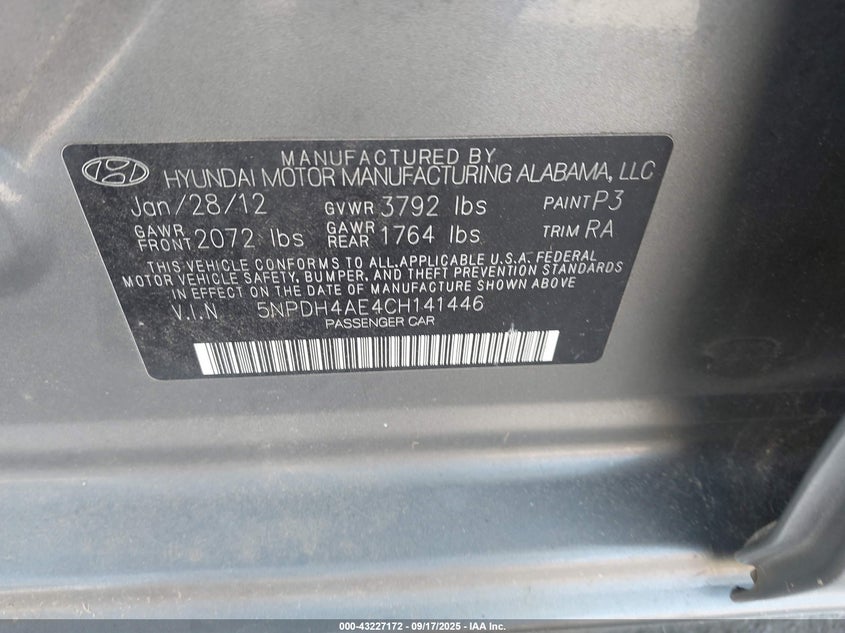 MANUFACTURED BY
HYUNDAI MOTOR MANUFACTURING ALABAMA, LLC
Jan/28/12 GVWR 3792 lbs PAINT P3
GAWR FRONT 2072 lbs GAWR REAR 1764 lbs TRIM RA
THIS VEHICLE CONFORMS TO ALL APPLICABLE U.S.A. FEDERAL
MOTOR VEHICLE SAFETY, BUMPER, AND THEFT PREVENTION STANDARDS
IN EFFECT ON THE DATE OF MANUFACTURE SHOWN ABOVE
V.I.N 5NPDH4AE4CH141446
PASSENGER CAR
000-43227172 - 09/17/2025 - IAA Inc.